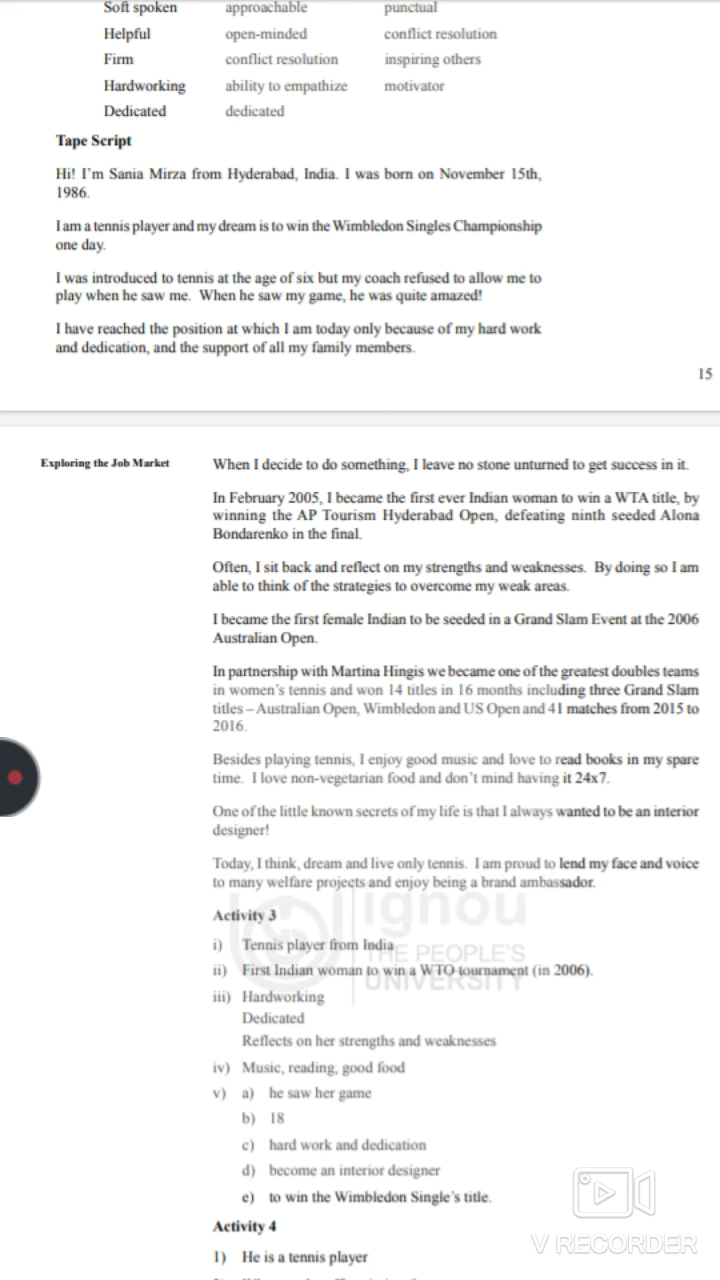 Soft spoken approachable punctual
Helpful open-minded conflict resolution
Firm conflict resolution inspiring others
Hardworking ability to empathize motivator
Dedicated dedicated
Tape Script
Hi! I'm Sania Mirza from Hyderabad, India. I was born on November 15th,
1986.
I am a tennis player and my dream is to win the Wimbledon Singles Championship
one day.
I was introduced to tennis at the age of six but my coach refused to allow me to
play when he saw me. When he saw my game, he was quite amazed!
I have reached the position at which I am today only because of my hard work
and dedication, and the support of all my family members.
15
Exploring the Job Market
When I decide to do something, I leave no stone unturned to get success in it.
In February 2005, I became the first ever Indian woman to win a WTA title, by
winning the AP Tourism Hyderabad Open, defeating ninth seeded Alona
Bondarenko in the final.
Often, I sit back and reflect on my strengths and weaknesses. By doing so I am
able to think of the strategies to overcome my weak areas.
I became the first female Indian to be seeded in a Grand Slam Event at the 2006
Australian Open.
In partnership with Martina Hingis we became one of the greatest doubles teams
in women's tennis and won 14 titles in 16 months including three Grand Slam
titles – Australian Open, Wimbledon and US Open and 41 matches from 2015 to
2016.
Besides playing tennis, I enjoy good music and love to read books in my spare
time. I love non-vegetarian food and don't mind having it 24x7.
One of the little known secrets of my life is that I always wanted to be an interior
designer!
Today, I think, dream and live only tennis. I am proud to lend my face and voice
to many welfare projects and enjoy being a brand ambassador.
ignou
THE PEOPLE'S
UNIVERSITY
Activity 3
i) Tennis player from India
ii) First Indian woman to win a WTO tournament (in 2006).
iii) Hardworking
Dedicated
Reflects on her strengths and weaknesses
iv) Music, reading, good food
v) a) he saw her game
b) 18
c) hard work and dedication
d) become an interior designer
e) to win the Wimbledon Single's title.
Activity 4
1) He is a tennis player
V RECORDER